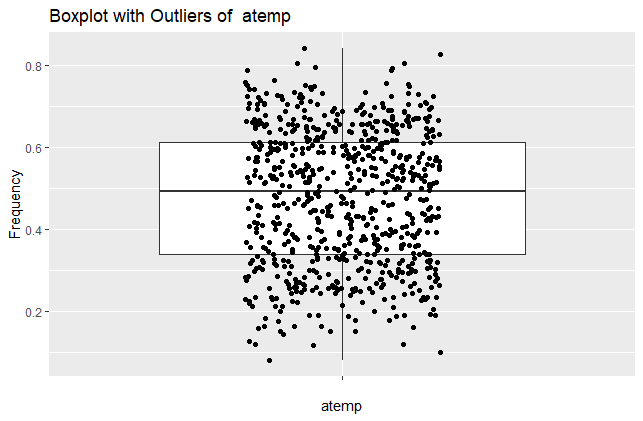 Boxplot with Outliers of  atemp
Frequency
0.8
0.6
0.4
0.2
atemp